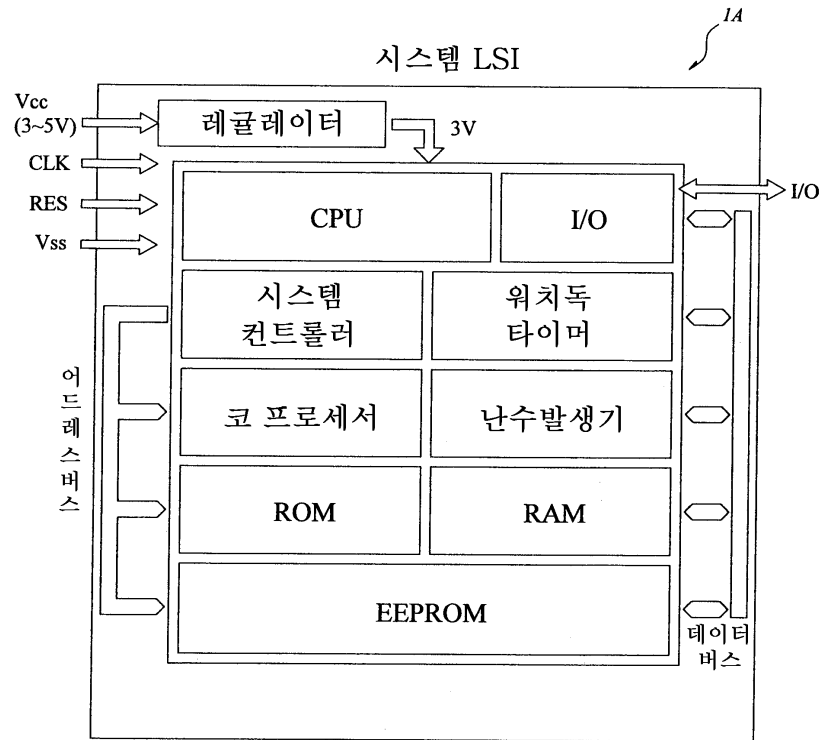 1A
시스템 LSI
Vcc
(3~5V)
레귤레이터
3V
CLK
RES
Vss
CPU
I/O
I/O
시스템
컨트롤러
워치독
타이머
어드레스버스
코 프로세서
난수발생기
ROM
RAM
EEPROM
데이터
버스